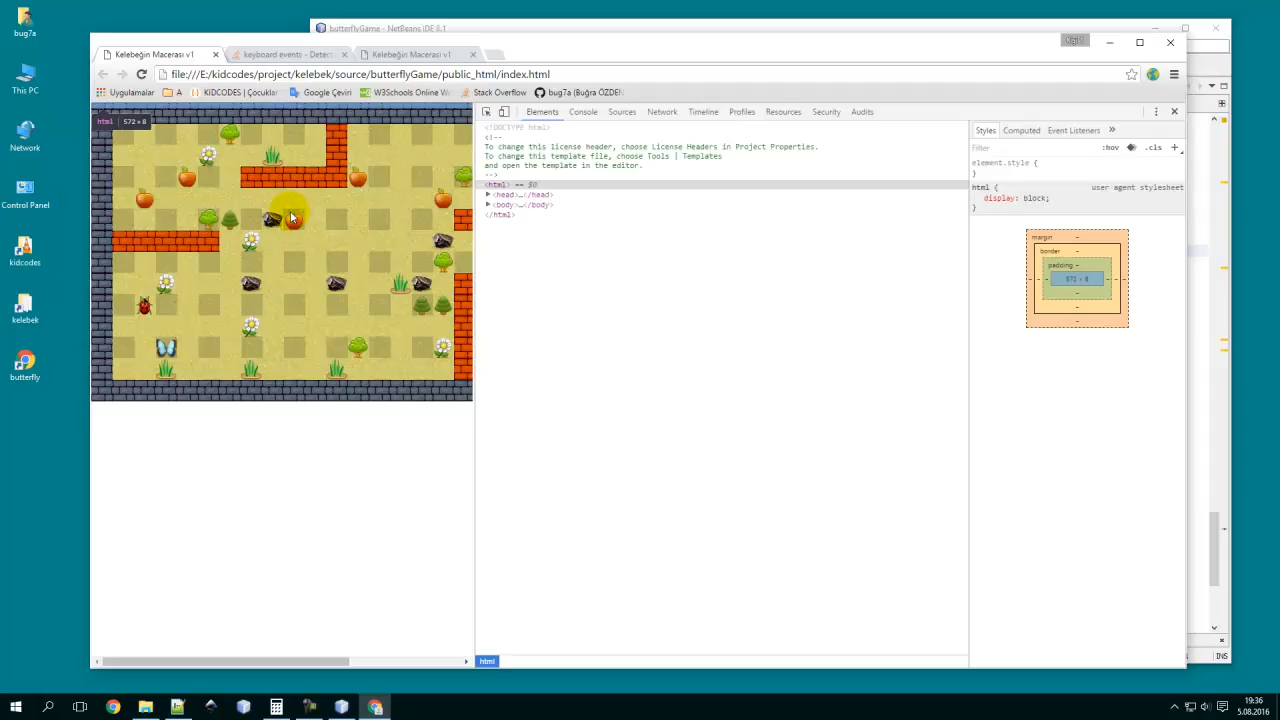 bug7a
This PC
Network
Control Panel
kidcodes
kelebek
butterfly
butterflyGame - NetBeans IDE 8.1
Kelebeğin Macerası v1
keyboard events - Detect
Kelebeğin Macerası v1
file:///E:/kidcodes/project/kelebek/source/butterflyGame/public_html/index.html
Uygulamalar
A
KIDCODES | Çocuklar
Google Çeviri
W3Schools Online W
Stack Overflow
bug7a (Buğra ÖZDEN
html 572 × 8
Elements Console Sources Network Timeline Profiles Resources Security Audits
<!DOCTYPE html>
<!--
To change this license header, choose License Headers in Project Properties.
To change this template file, choose Tools | Templates
and open the template in the editor.
-->
<html> == $0
<head>…</head>
<body>…</body>
</html>
html
Styles Computed Event Listeners »
Filter :hov .cls +
element.style {
}
html { user agent stylesheet
display: block;
}
margin –
border –
padding –
572 × 8
INS
19:36
5.08.2016